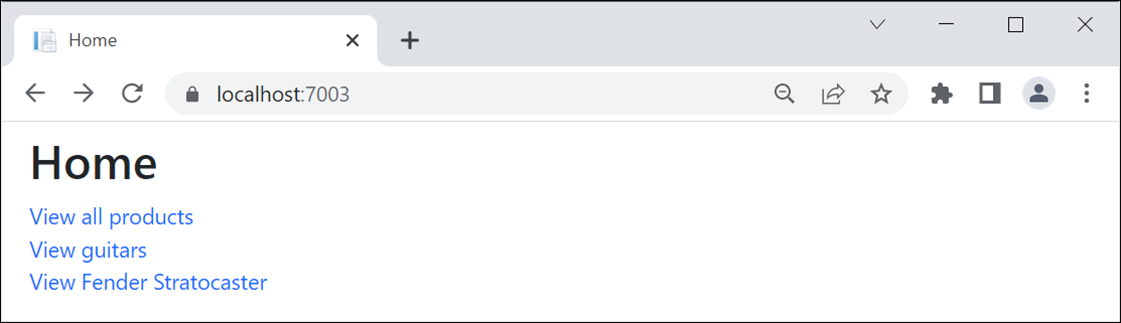 Home
localhost:7003
Home
View all products
View guitars
View Fender Stratocaster